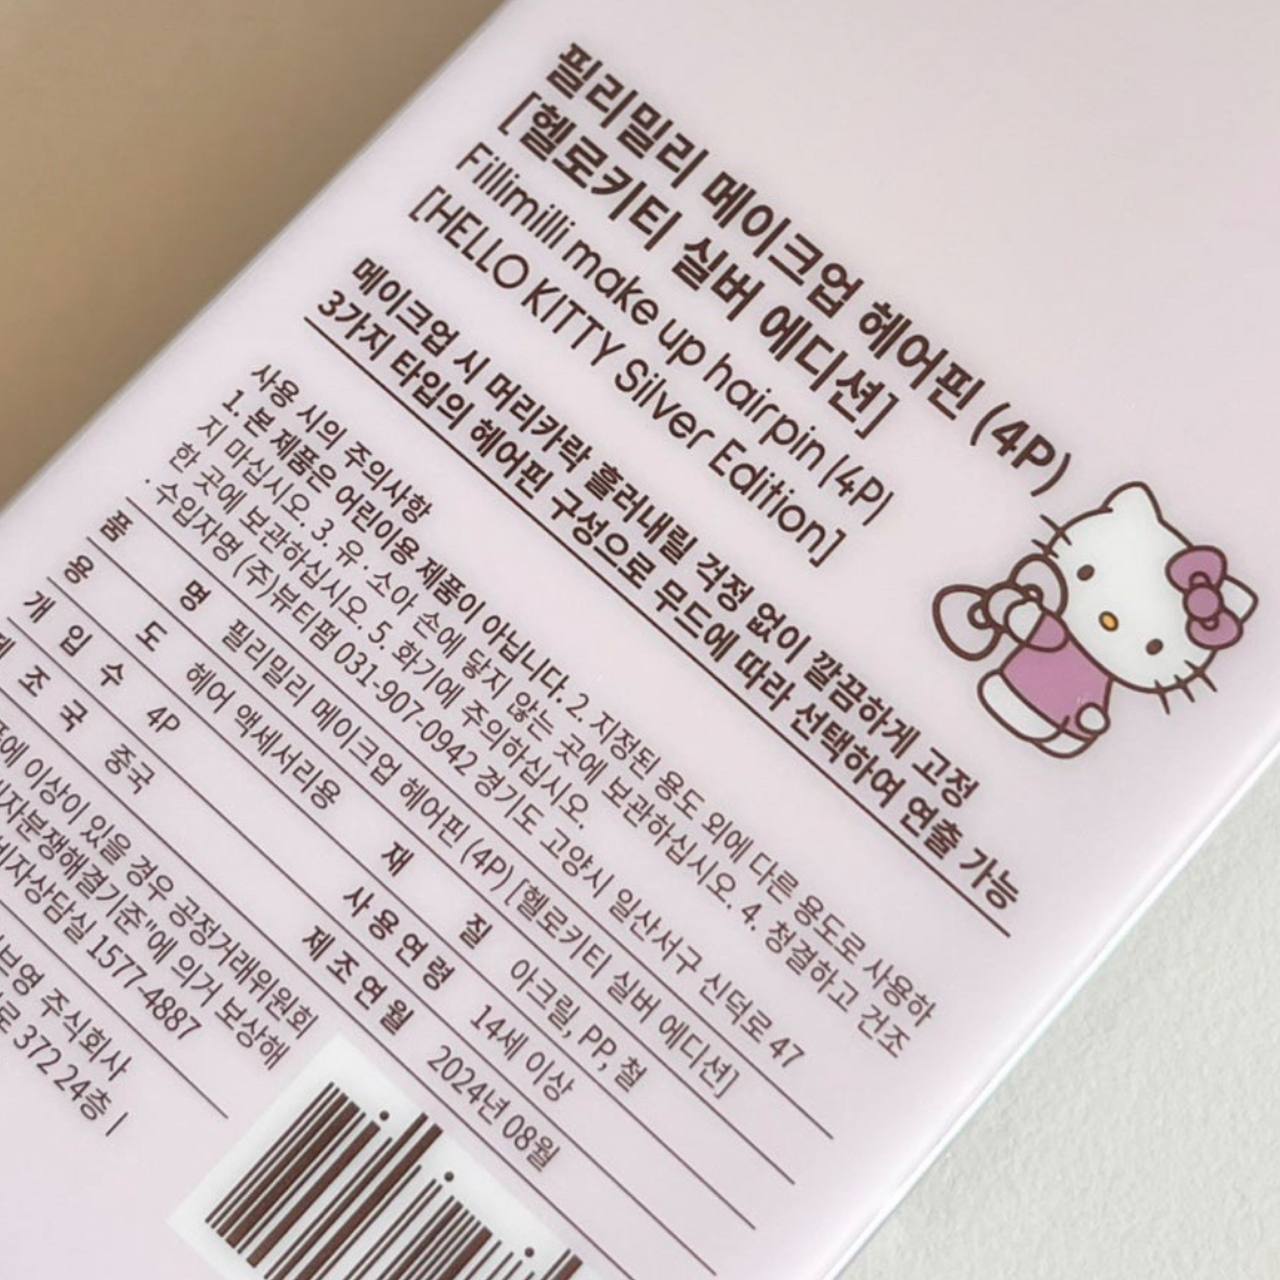 필리밀리 메이크업 헤어핀 (4P)
[헬로키티 실버 에디션]
Fillimilli make up hair pin (4P)
[HELLO KITTY Silver Edition]
메이크업 시 머리카락 흘러내릴 걱정 없이 깔끔하게 고정
3가지 타입의 헤어핀 구성으로 무드에 따라 선택하여 연출 가능
사용 시의 주의사항
1. 본 제품은 어린이용 제품이 아닙니다. 2. 지정된 용도 외에 다른 용도로 사용하
지 마십시오. 3. 유·소아 손에 닿지 않는 곳에 보관하십시오. 4. 청결하고 건조
한 곳에 보관하십시오. 5. 화기에 주의하십시오.
· 수입자명 (주)뷰티펌 031-907-0942 경기도 고양시 일산서구 신덕로 47
품 명 필리밀리 메이크업 헤어핀 (4P) [헬로키티 실버 에디션]
용 도 헤어 액세서리용 재 질 아크릴, PP, 철
개 입 수 4P 사용연령 14세 이상
조 국 중국 제조연월 2024년 08월
이상이 있을 경우 공정거래위원회
자분쟁해결기준"에 의거 보상해
자상담실 1577-4887
브영 주식회사
로 372 24층 |